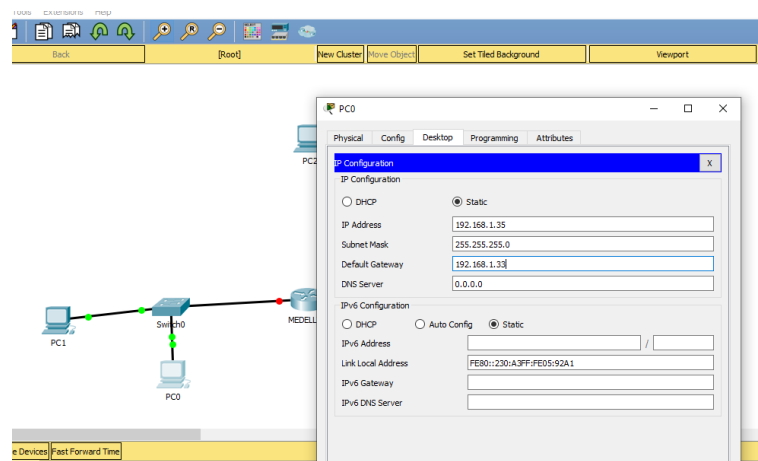 Tools Extensions Help
Back [Root] New Cluster Move Object Set Tiled Background Viewport
PC0
Physical Config Desktop Programming Attributes
IP Configuration X
IP Configuration
DHCP Static
IP Address 192.168.1.35
Subnet Mask 255.255.255.0
Default Gateway 192.168.1.33
DNS Server 0.0.0.0
IPv6 Configuration
DHCP Auto Config Static
IPv6 Address /
Link Local Address FE80::230:A3FF:FE05:92A1
IPv6 Gateway
IPv6 DNS Server
PC2
Switch0
MEDELL
PC1
PC0
e Devices Fast Forward Time